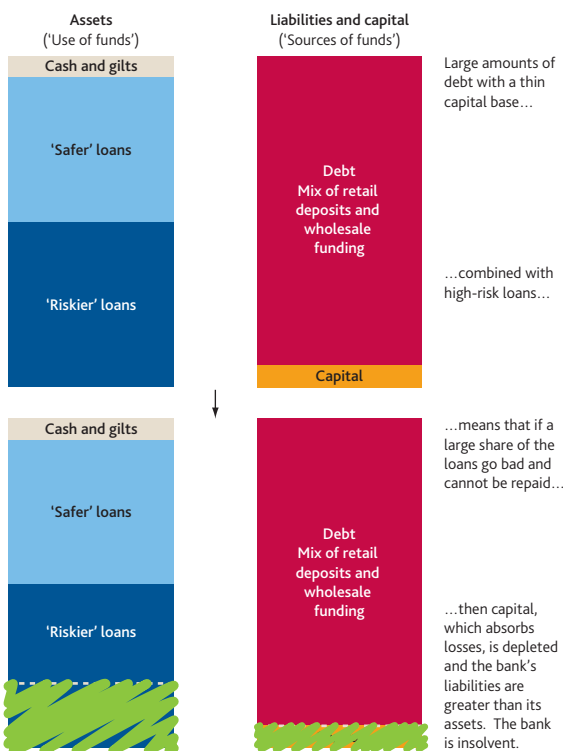 Assets
(‘Use of funds’)
Liabilities and capital
(‘Sources of funds’)
Cash and gilts
‘Safer’ loans
‘Riskier’ loans
Debt
Mix of retail
deposits and
wholesale
funding
Capital
Large amounts of
debt with a thin
capital base…
…combined with
high-risk loans…
Cash and gilts
‘Safer’ loans
‘Riskier’ loans
Debt
Mix of retail
deposits and
wholesale
funding
…means that if a
large share of the
loans go bad and
cannot be repaid…
…then capital,
which absorbs
losses, is depleted
and the bank’s
liabilities are
greater than its
assets. The bank
is insolvent.